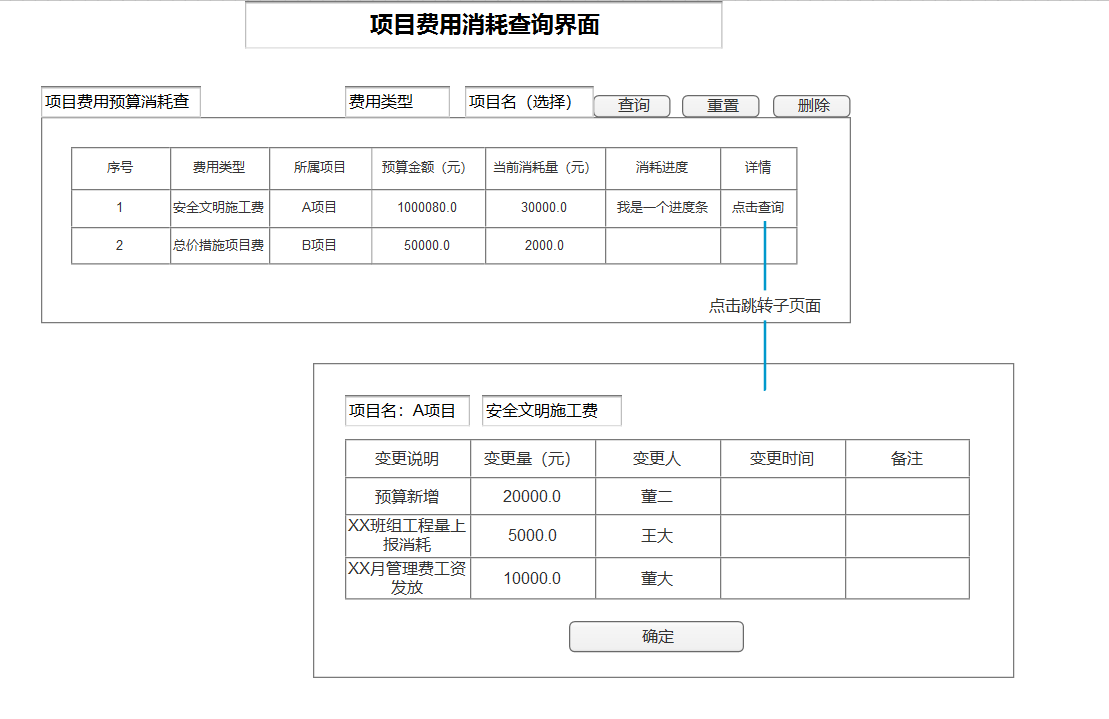 项目费用消耗查询界面
项目费用预算消耗查
费用类型
项目名（选择）
查询
重置
删除
序号 费用类型 所属项目 预算金额（元） 当前消耗量（元） 消耗进度 详情
1 安全文明施工费 A项目 1000080.0 30000.0 我是一个进度条 点击查询
2 总价措施项目费 B项目 50000.0 2000.0
点击跳转子页面
项目名：A项目
安全文明施工费
变更说明 变更量（元） 变更人 变更时间 备注
预算新增 20000.0 董二
XX班组工程量上
报消耗
5000.0 王大
XX月管理费工资
发放
10000.0 董大
确定